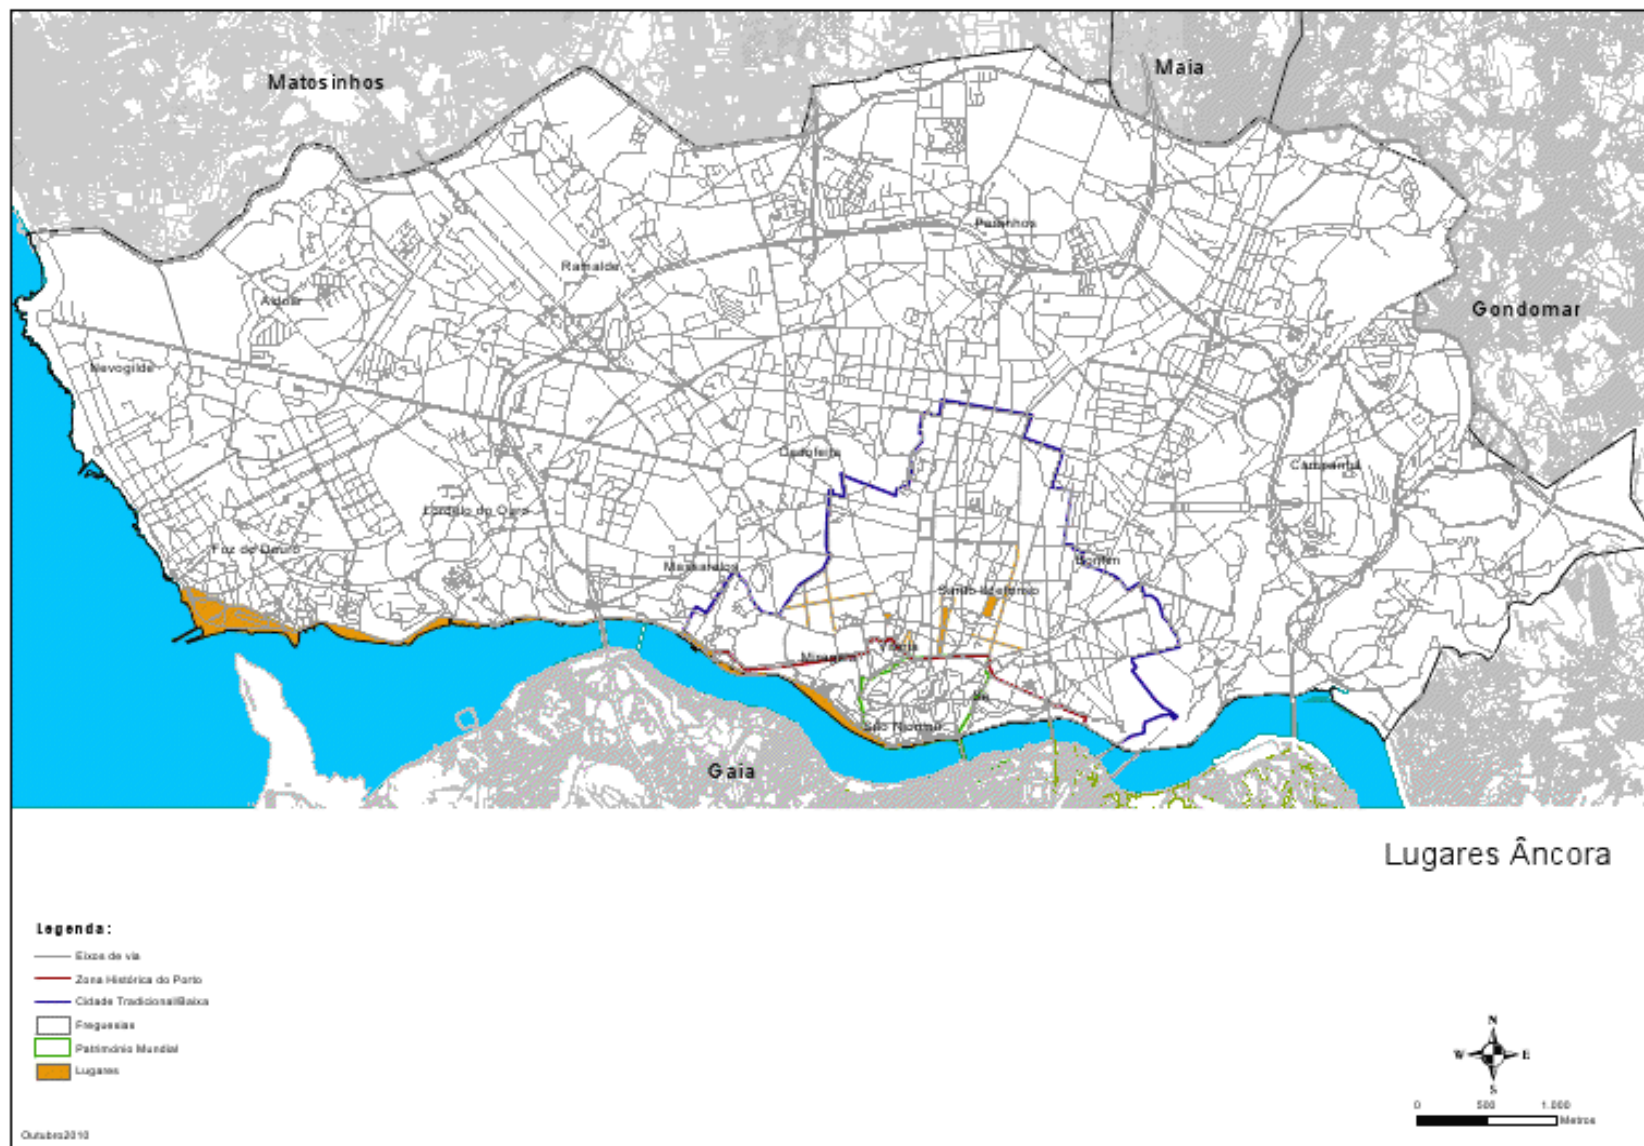 Matosinhos
Maia
Paranhos
Ramalde
Aldoar
Gondomar
Nevogilde
Cedofeita
Campanhã
Lordelo do Ouro
Foz do Douro
Massarelos
Bonfim
Santo Ildefonso
Vitória
Miragaia
Sé
São Nicolau
Gaia
Lugares Âncora
Legenda:
Eixos de via
Zona Histórica do Porto
Cidade Tradicional/Baixa
Freguesias
Património Mundial
Lugares
N
W E
S
0 500 1.000
Metros
Outubro2010